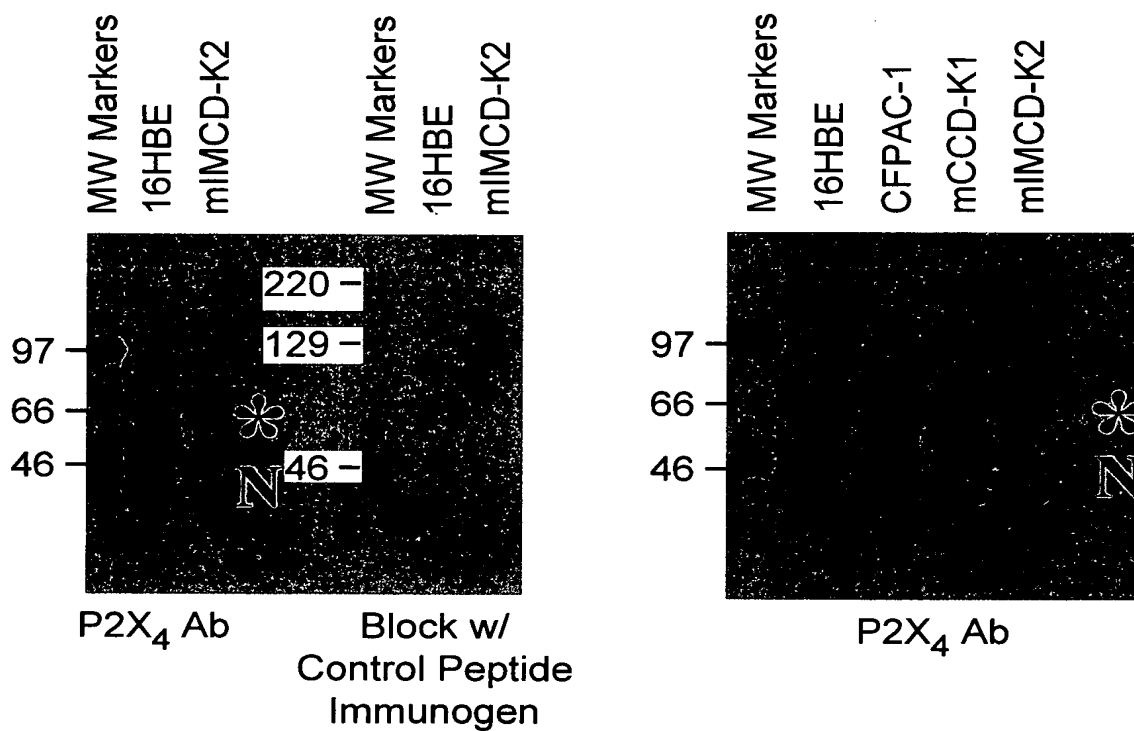 MW Markers
16HBE
mIMCD-K2
MW Markers
16HBE
mIMCD-K2
97
66
46
220
129
46
N
P2X4 Ab
Block w/
Control Peptide
Immunogen
MW Markers
16HBE
CFPAC-1
mCCD-K1
mIMCD-K2
97
66
46
N
P2X4 Ab